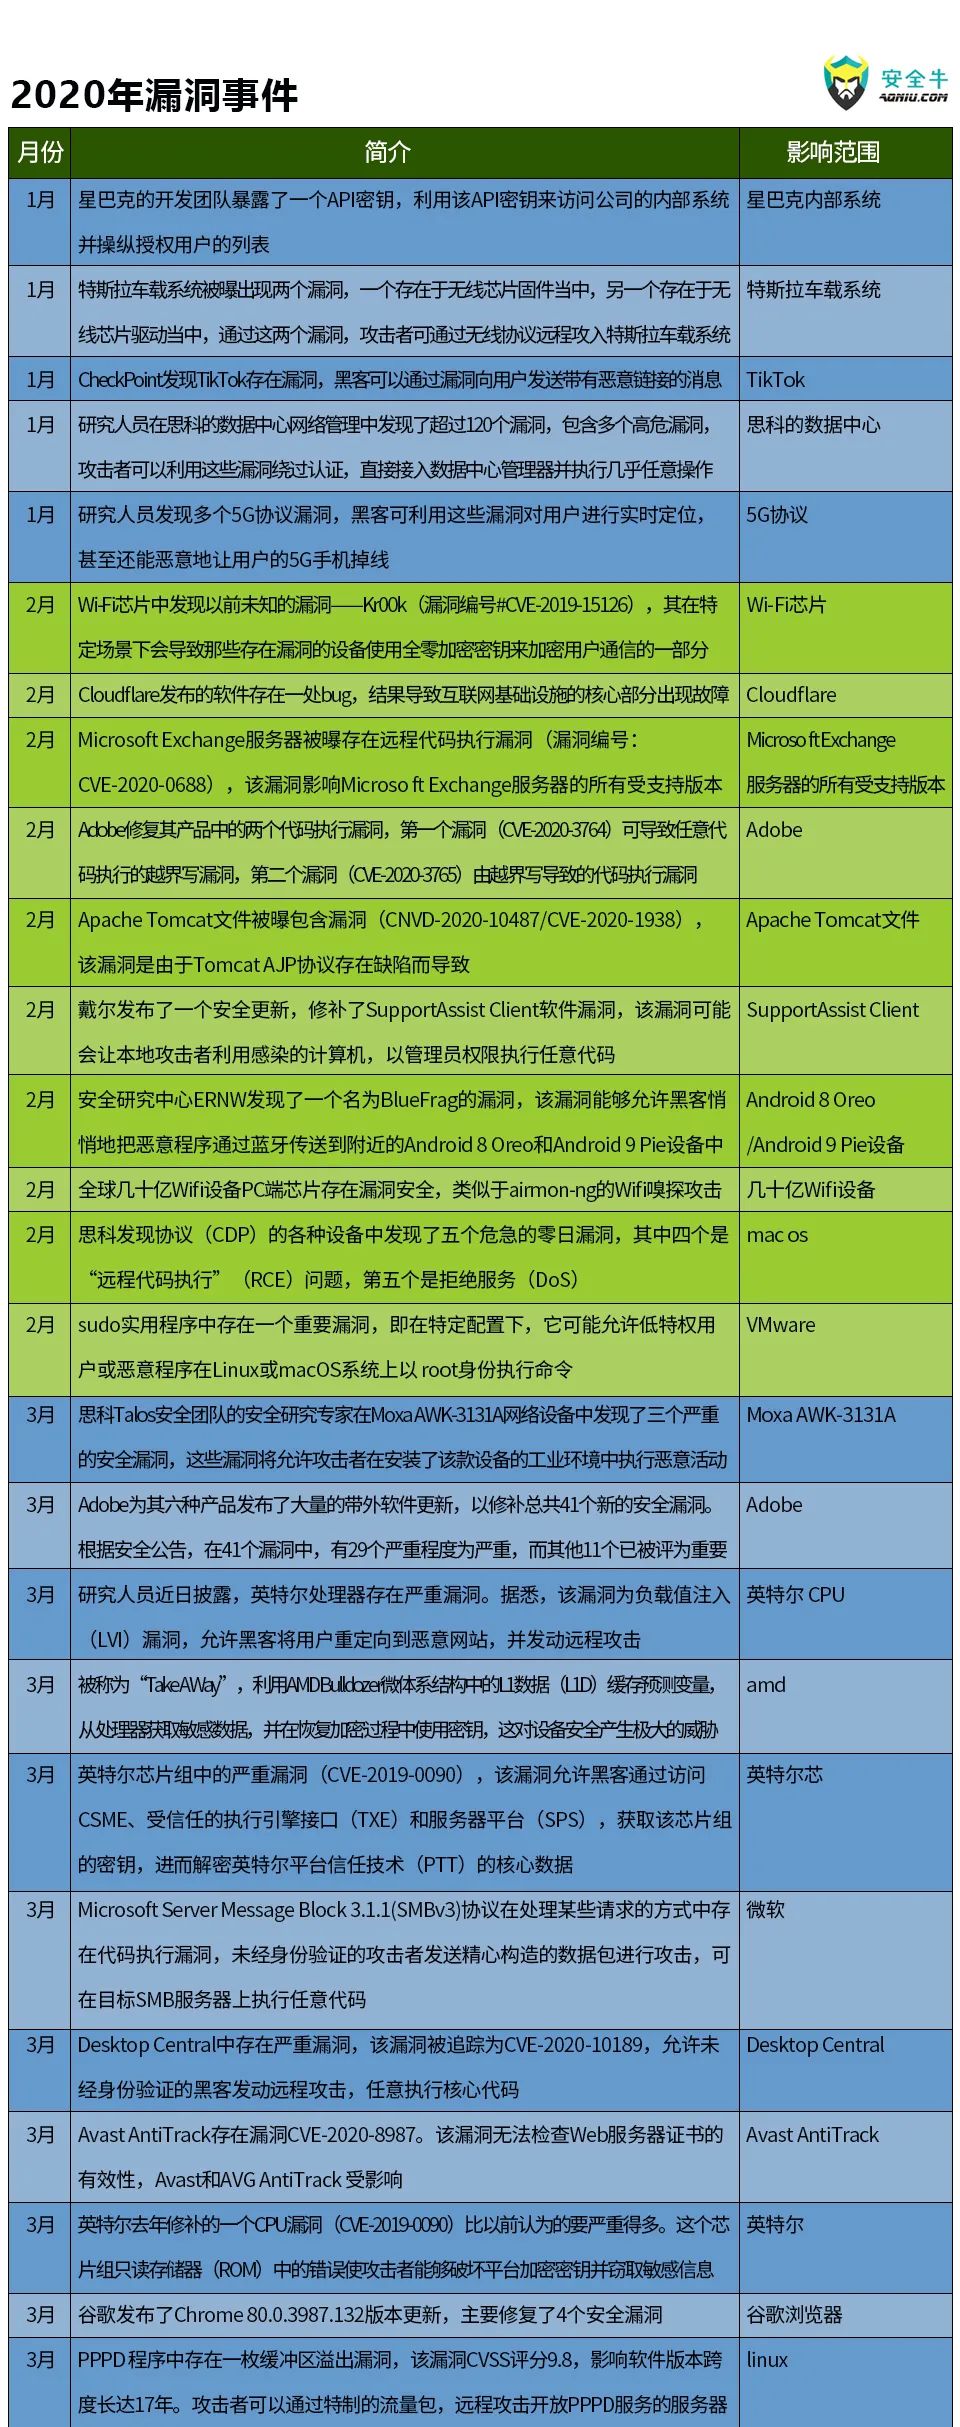 2020年漏洞事件
安全牛
AQNIU.COM
月份 简介 影响范围
1月 星巴克的开发团队暴露了一个API密钥，利用该API密钥来访问公司的内部系统 星巴克内部系统
并操纵授权用户的列表
1月 特斯拉车载系统被曝出现两个漏洞，一个存在于无线芯片固件当中，另一个存在于无 特斯拉车载系统
线芯片驱动当中，通过这两个漏洞，攻击者可通过无线协议远程攻入特斯拉车载系统
1月 CheckPoint发现TikTok存在漏洞，黑客可以通过漏洞向用户发送带有恶意链接的消息 TikTok
1月 研究人员在思科的数据中心网络管理中发现了超过120个漏洞，包含多个高危漏洞， 思科的数据中心
攻击者可以利用这些漏洞绕过认证，直接接入数据中心管理器并执行几乎任意操作
1月 研究人员发现多个5G协议漏洞，黑客可利用这些漏洞对用户进行实时定位， 5G协议
甚至还能恶意地让用户的5G手机掉线
2月 Wi-Fi芯片中发现以前未知的漏洞——Kr00k（漏洞编号#CVE-2019-15126），其在特 Wi-Fi芯片
定场景下会导致那些存在漏洞的设备使用全零加密密钥来加密用户通信的一部分
2月 Cloudflare发布的软件存在一处bug，结果导致互联网基础设施的核心部分出现故障 Cloudflare
2月 Microsoft Exchange服务器被曝存在远程代码执行漏洞（漏洞编号： Microso ft Exchange
CVE-2020-0688），该漏洞影响Microso ft Exchange服务器的所有受支持版本 服务器的所有受支持版本
2月 Adobe修复其产品中的两个代码执行漏洞，第一个漏洞（CVE-2020-3764）可导致任意代 Adobe
码执行的越界写漏洞，第二个漏洞（CVE-2020-3765）由越界写导致的代码执行漏洞
2月 Apache Tomcat文件被曝包含漏洞（CNVD-2020-10487/CVE-2020-1938）， Apache Tomcat文件
该漏洞是由于Tomcat AJP协议存在缺陷而导致
2月 戴尔发布了一个安全更新，修补了SupportAssist Client软件漏洞，该漏洞可能 SupportAssist Client
会让本地攻击者利用感染的计算机，以管理员权限执行任意代码
2月 安全研究中心ERNW发现了一个名为BlueFrag的漏洞，该漏洞能够允许黑客悄 Android 8 Oreo
悄地把恶意程序通过蓝牙传送到附近的Android 8 Oreo和Android 9 Pie设备中 /Android 9 Pie设备
2月 全球几十亿Wifi设备PC端芯片存在漏洞安全，类似于airmon-ng的Wifi嗅探攻击 几十亿Wifi设备
2月 思科发现协议（CDP）的各种设备中发现了五个危急的零日漏洞，其中四个是 mac os
“远程代码执行”（RCE）问题，第五个是拒绝服务（DoS）
2月 sudo实用程序中存在一个重要漏洞，即在特定配置下，它可能允许低特权用 VMware
户或恶意程序在Linux或macOS系统上以 root身份执行命令
3月 思科Talos安全团队的安全研究专家在Moxa AWK-3131A网络设备中发现了三个严重 Moxa AWK-3131A
的安全漏洞，这些漏洞将允许攻击者在安装了该款设备的工业环境中执行恶意活动
3月 Adobe为其六种产品发布了大量的带外软件更新，以修补总共41个新的安全漏洞。 Adobe
根据安全公告，在41个漏洞中，有29个严重程度为严重，而其他11个已被评为重要
3月 研究人员近日披露，英特尔处理器存在严重漏洞。据悉，该漏洞为负载值注入 英特尔 CPU
（LVI）漏洞，允许黑客将用户重定向到恶意网站，并发动远程攻击
3月 被称为“Take A Way”，利用AMD Bulldozer微体系结构中的L1数据（L1D）缓存预测变量， amd
从处理器获取敏感数据，并在恢复加密过程中使用密钥，这对设备安全产生极大的威胁
3月 英特尔芯片组中的严重漏洞（CVE-2019-0090），该漏洞允许黑客通过访问 英特尔芯
CSME、受信任的执行引擎接口（TXE）和服务器平台（SPS），获取该芯片组
的密钥，进而解密英特尔平台信任技术（PTT）的核心数据
3月 Microsoft Server Message Block 3.1.1(SMBv3)协议在处理某些请求的方式中存 微软
在代码执行漏洞，未经身份验证的攻击者发送精心构造的数据包进行攻击，可
在目标SMB服务器上执行任意代码
3月 Desktop Central中存在严重漏洞，该漏洞被追踪为CVE-2020-10189，允许未 Desktop Central
经身份验证的黑客发动远程攻击，任意执行核心代码
3月 Avast AntiTrack存在漏洞CVE-2020-8987。该漏洞无法检查Web服务器证书的 Avast AntiTrack
有效性，Avast和AVG AntiTrack 受影响
3月 英特尔去年修补的一个CPU漏洞（CVE-2019-0090）比以前认为的要严重得多。这个芯 英特尔
片组只读存储器（ROM）中的错误使攻击者能够破坏平台加密密钥并窃取敏感信息
3月 谷歌发布了Chrome 80.0.3987.132版本更新，主要修复了4个安全漏洞 谷歌浏览器
3月 PPPD 程序中存在一枚缓冲区溢出漏洞，该漏洞CVSS评分9.8，影响软件版本跨 linux
度长达17年。攻击者可以通过特制的流量包，远程攻击开放PPPD服务的服务器